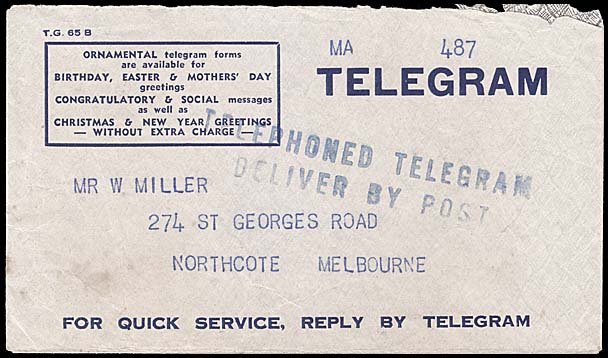 T.G. 65 B
ORNAMENTAL telegram forms
are available for
BIRTHDAY, EASTER & MOTHERS' DAY
greetings
CONGRATULATORY & SOCIAL messages
as well as
CHRISTMAS & NEW YEAR GREETINGS
— WITHOUT EXTRA CHARGE —
MA 487
TELEGRAM
TELEPHONED TELEGRAM
DELIVER BY POST
MR W MILLER
274 ST GEORGES ROAD
NORTHCOTE MELBOURNE
FOR QUICK SERVICE, REPLY BY TELEGRAM